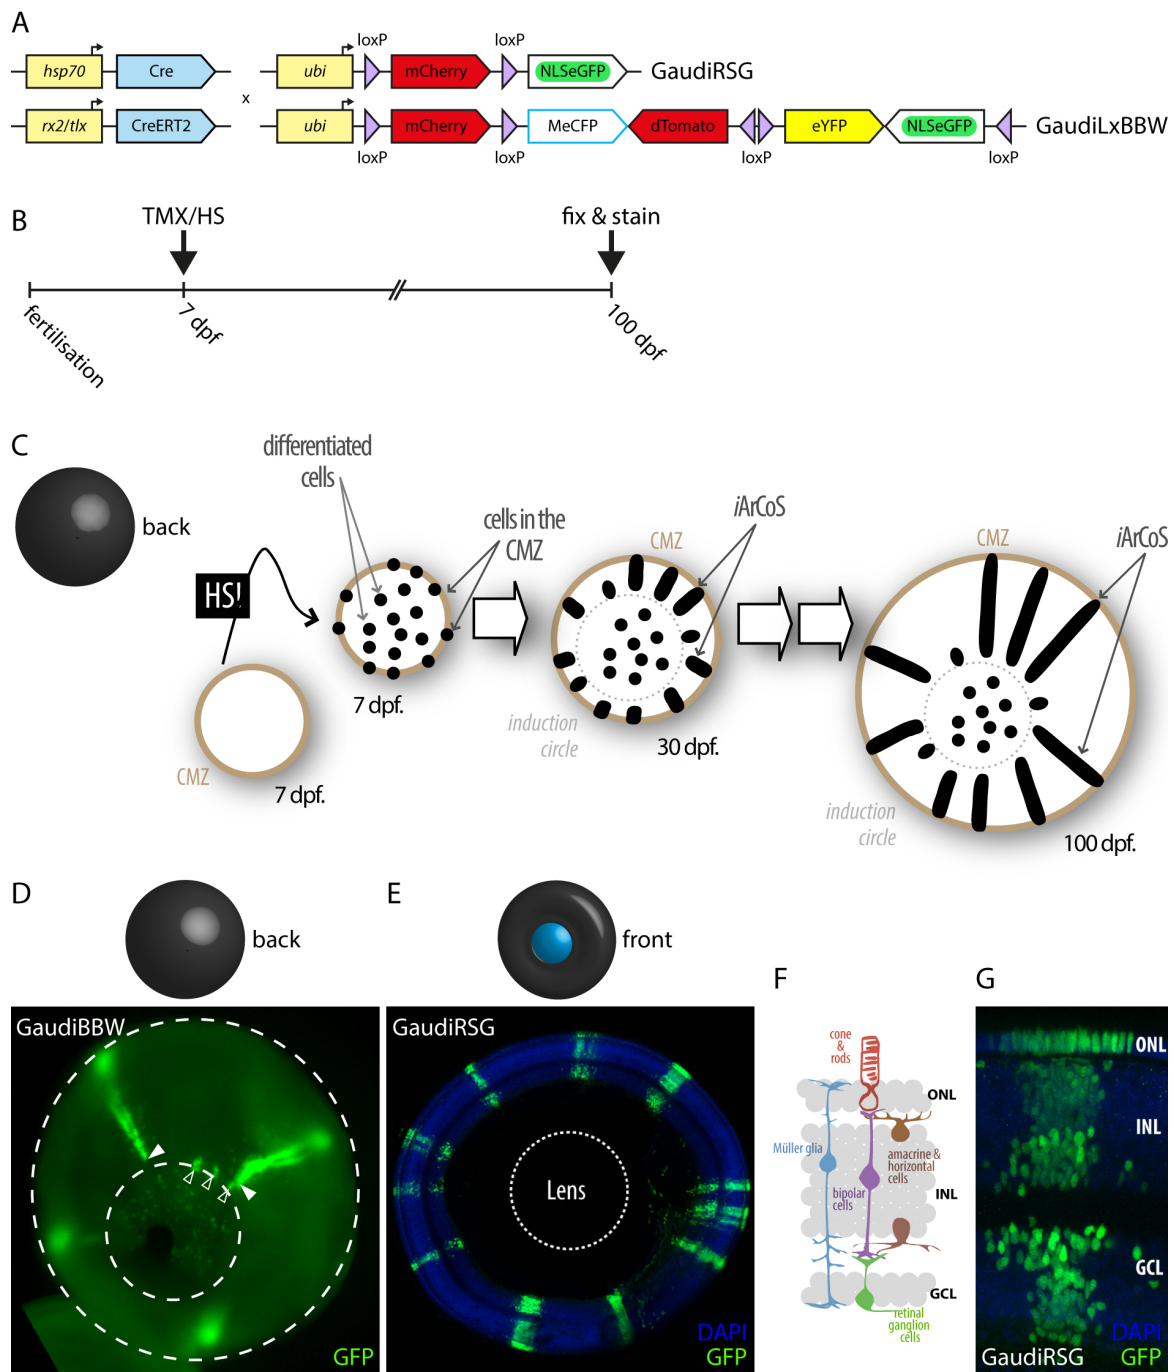 A
loxP
loxP
hsp70
Cre
ubi
mCherry
NLSeGFP
GaudiRSG
x
rx2/tlx
CreERT2
ubi
mCherry
MeCFP
dTomato
eYFP
NLSeGFP
GaudiLxBBW
loxP
loxP
loxP
loxP
B
TMX/HS
fix & stain
fertilisation
7 dpf
100 dpf
C
back
HS!
CMZ
7 dpf.
differentiated
cells
cells in the
CMZ
7 dpf.
iArCoS
CMZ
induction
circle
30 dpf.
CMZ
iArCoS
induction
circle
100 dpf.
D
back
GaudiBBW
GFP
E
front
GaudiRSG
Lens
DAPI
GFP
F
cone
&
rods
ONL
Müller glia
amacrine &
horizontal
cells
bipolar
cells
INL
GCL
retinal
ganglion
cells
G
ONL
INL
GCL
DAPI
GaudiRSG
GFP